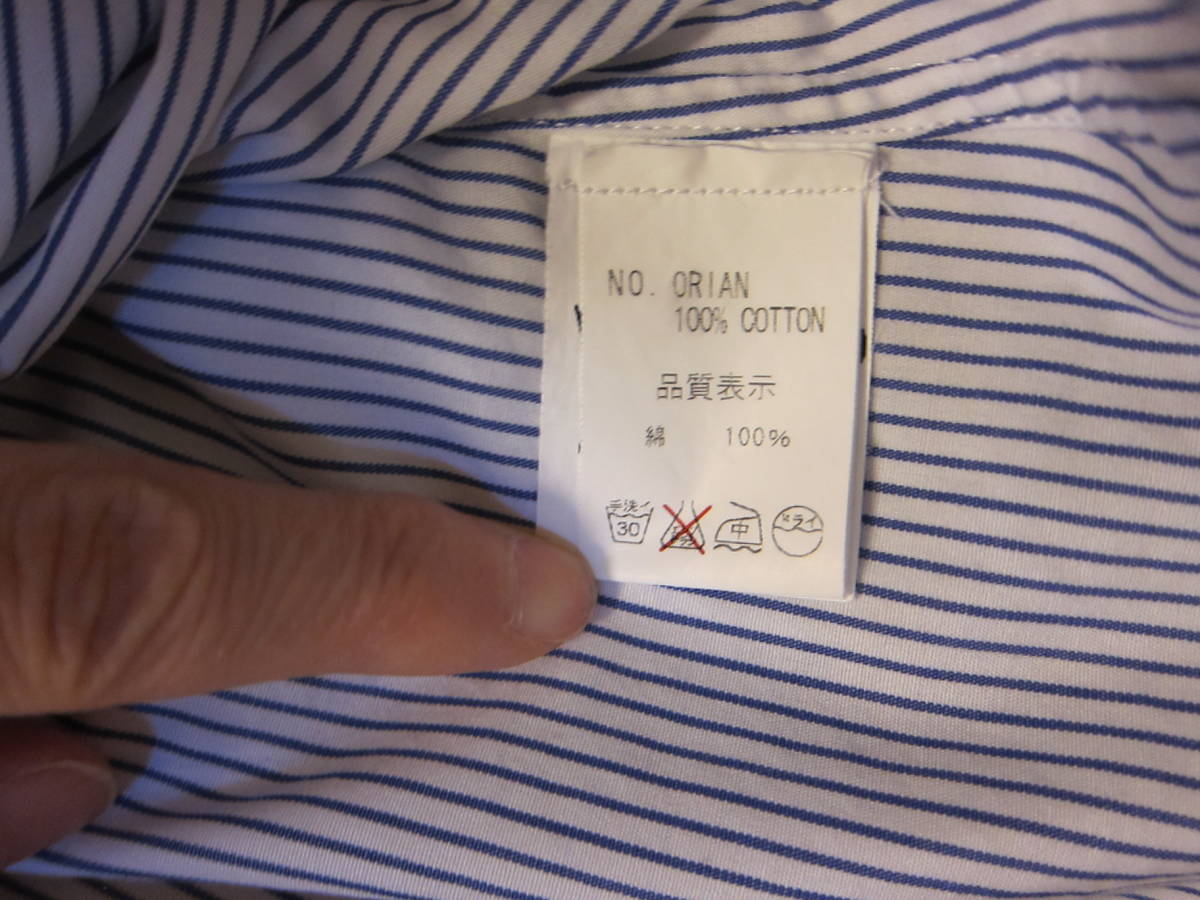 NO. ORIAN
100% COTTON
品質表示
綿 100%
手洗イ
30
中
ドライ